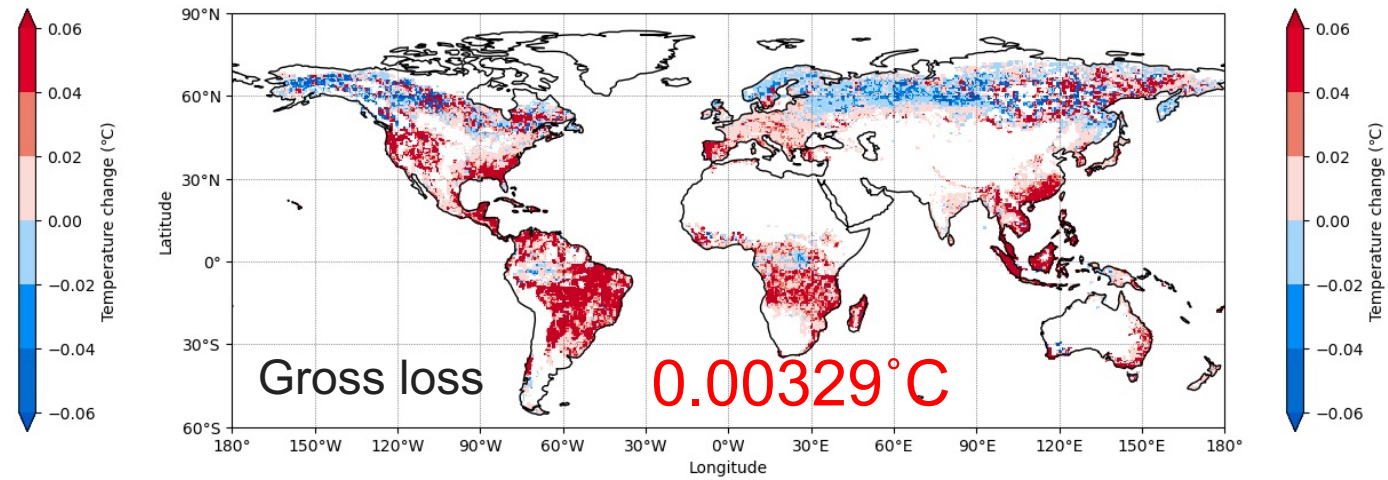 0.06
0.04
0.02
0.00
−0.02
−0.04
−0.06
Temperature change (°C)
90°N
60°N
30°N
0°
30°S
60°S
Latitude
Gross loss
0.00329°C
180°
150°W
120°W
90°W
60°W
30°W
0°W
30°E
60°E
90°E
120°E
150°E
180°
Longitude
0.06
0.04
0.02
0.00
−0.02
−0.04
−0.06
Temperature change (°C)